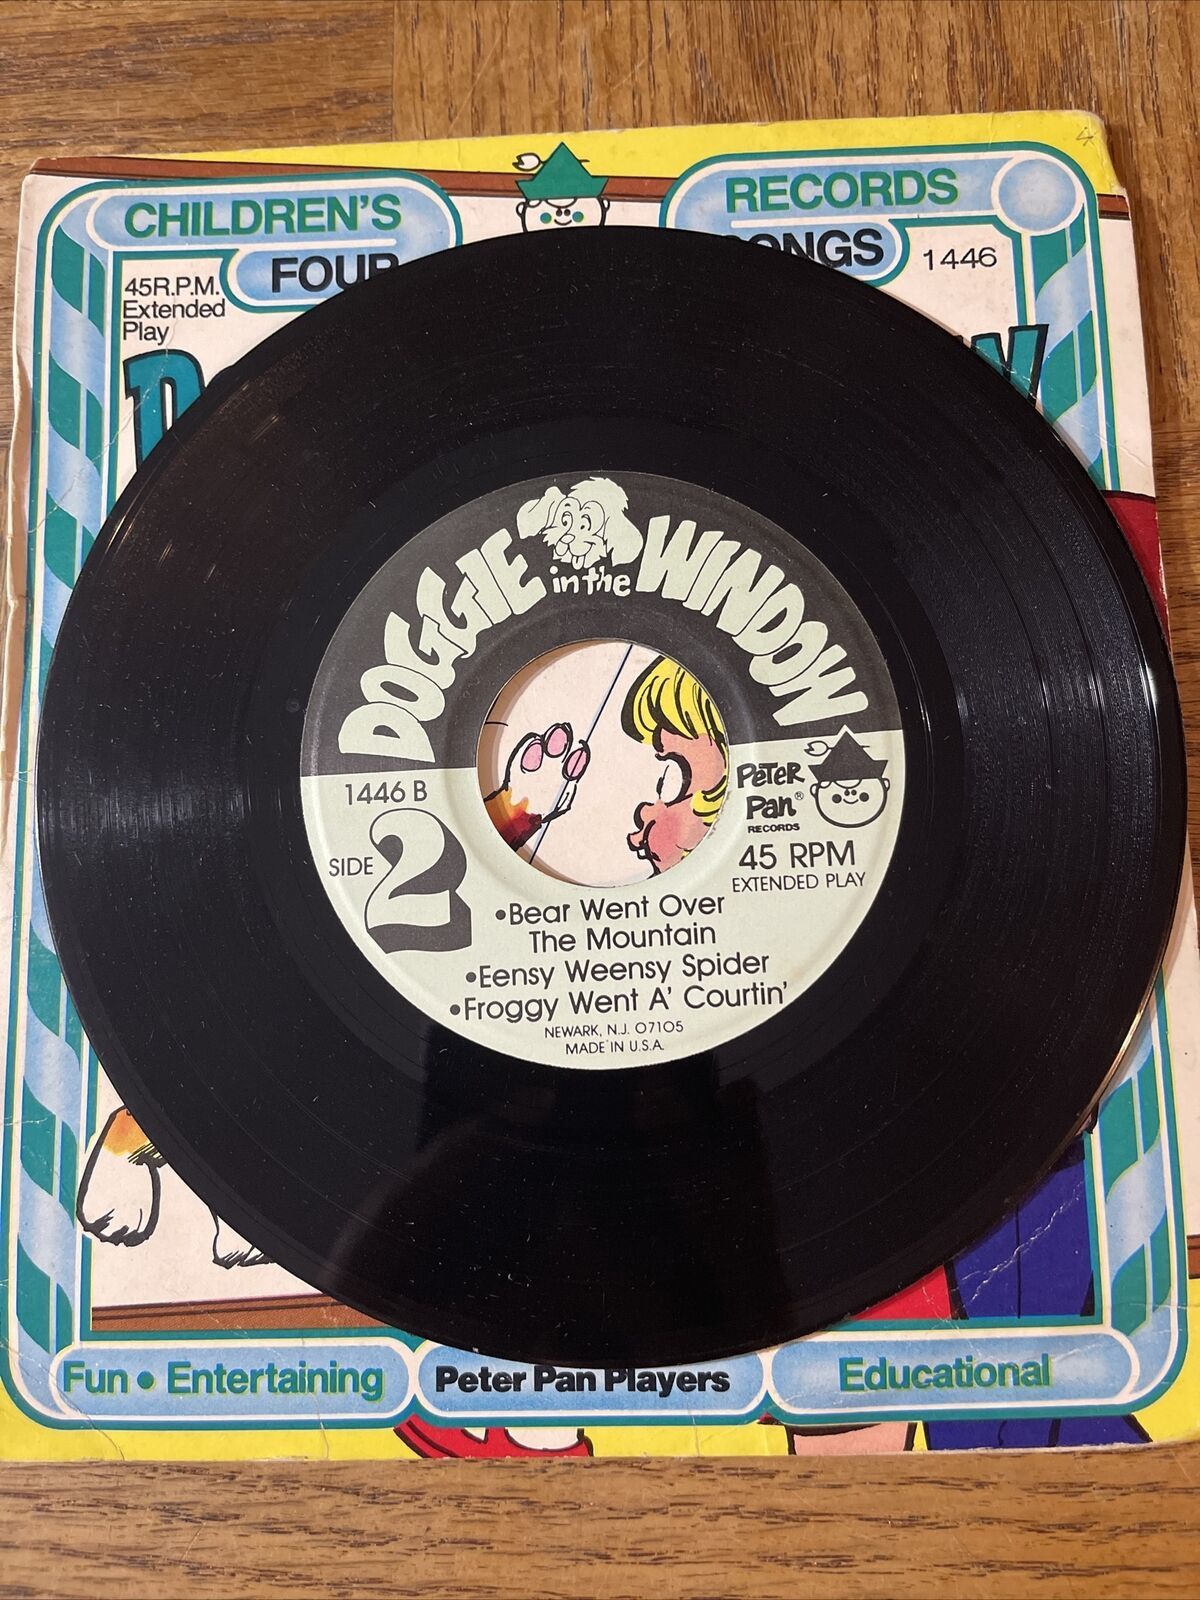 CHILDREN'S
RECORDS
45R.P.M.
Extended
Play
1446
DOGGIE
in the
WINDOW
1446 B
SIDE 2
PETER
PAN®
RECORDS
45 RPM
EXTENDED PLAY
•Bear Went Over
The Mountain
•Eensy Weensy Spider
•Froggy Went A' Courtin'
NEWARK, N.J. 07105
MADE IN U.S.A.
Fun • Entertaining
Peter Pan Players
Educational